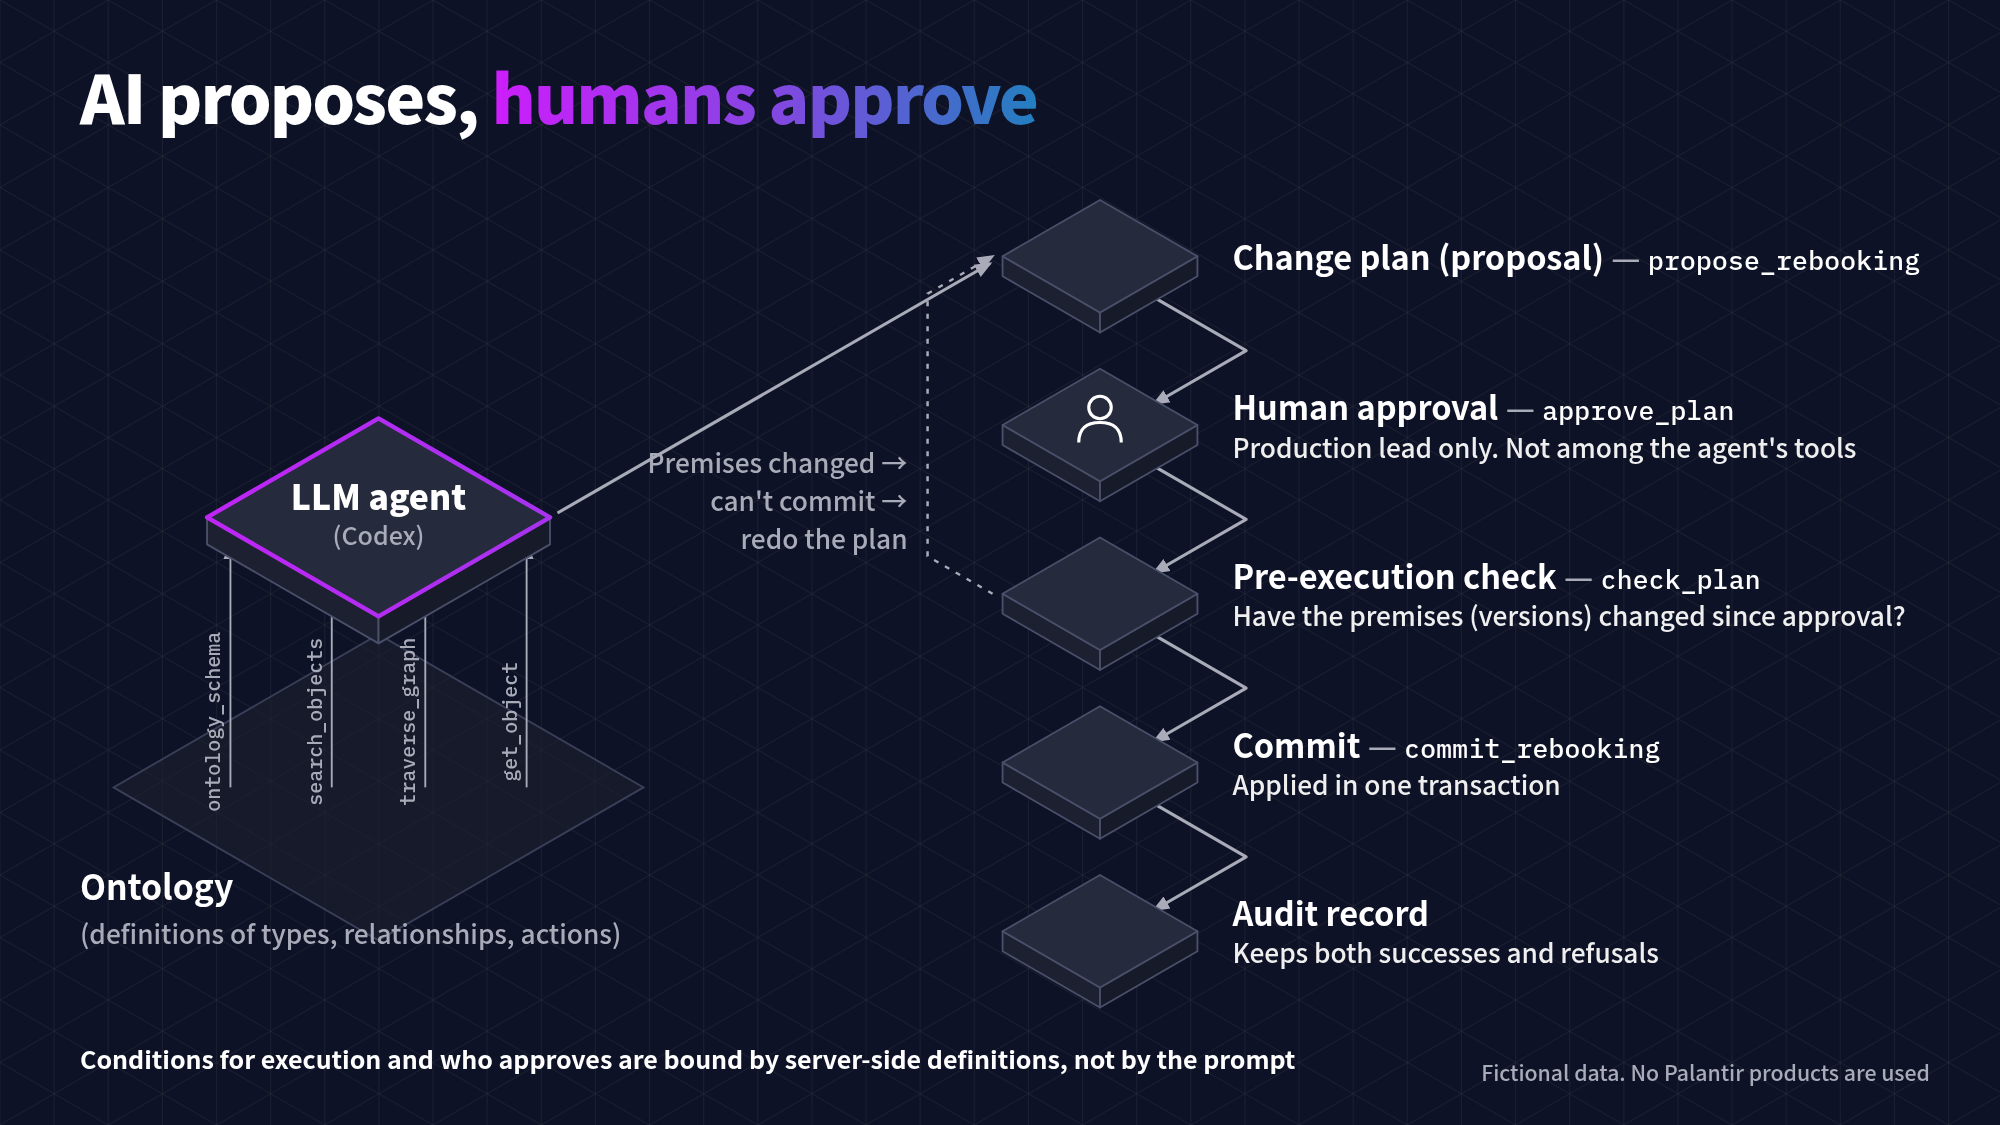 AI proposes, humans approve
Change plan (proposal) — propose_rebooking
Human approval — approve_plan
Production lead only. Not among the agent's tools
Premises changed →
can't commit →
redo the plan
LLM agent
(Codex)
Pre-execution check — check_plan
Have the premises (versions) changed since approval?
ontology_schema
search_objects
traverse_graph
get_object
Commit — commit_rebooking
Applied in one transaction
Ontology
(definitions of types, relationships, actions)
Audit record
Keeps both successes and refusals
Conditions for execution and who approves are bound by server-side definitions, not by the prompt
Fictional data. No Palantir products are used